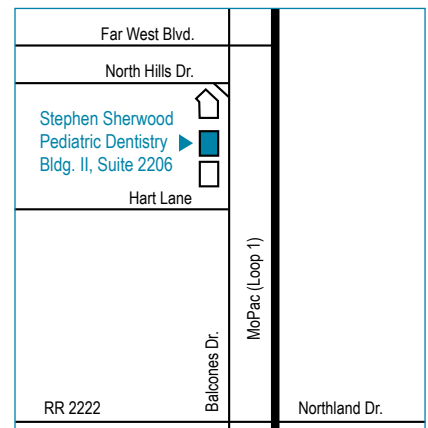 Far West Blvd.
North Hills Dr.
Stephen Sherwood
Pediatric Dentistry
Bldg. II, Suite 2206
Hart Lane
MoPac (Loop 1)
Balcones Dr.
RR 2222
Northland Dr.